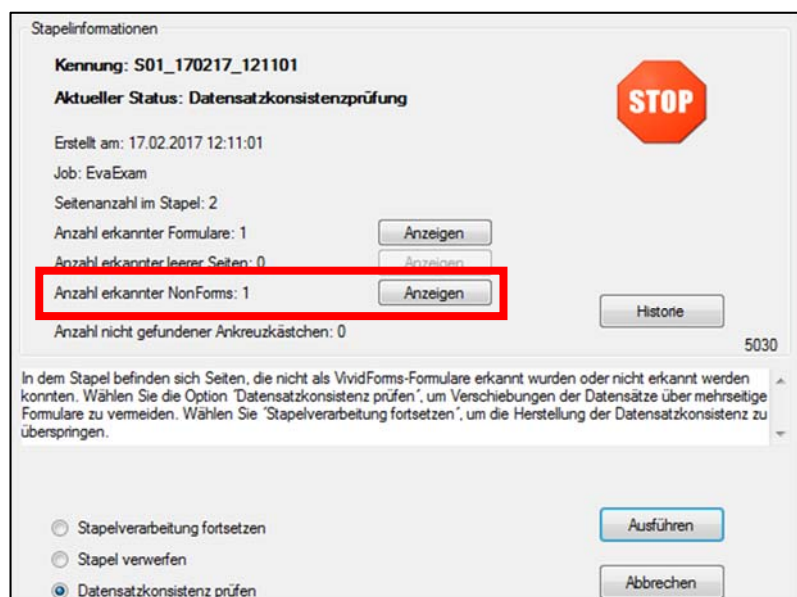 Stapelinformationen
Kennung: S01_170217_121101
Aktueller Status: Datensatzkonsistenzprüfung
STOP
Erstellt am: 17.02.2017 12:11:01
Job: EvaExam
Seitenanzahl im Stapel: 2
Anzahl erkannter Formulare: 1 Anzeigen
Anzahl erkannter leerer Seiten: 0 Anzeigen
Anzahl erkannter NonForms: 1 Anzeigen
Historie
Anzahl nicht gefundener Ankreuzkästchen: 0
5030
In dem Stapel befinden sich Seiten, die nicht als VividForms-Formulare erkannt wurden oder nicht erkannt werden
konnten. Wählen Sie die Option ´Datensatzkonsistenz prüfen´, um Verschiebungen der Datensätze über mehrseitige
Formulare zu vermeiden. Wählen Sie ´Stapelverarbeitung fortsetzen´, um die Herstellung der Datensatzkonsistenz zu
überspringen.
Stapelverarbeitung fortsetzen
Ausführen
Stapel verwerfen
Datensatzkonsistenz prüfen
Abbrechen